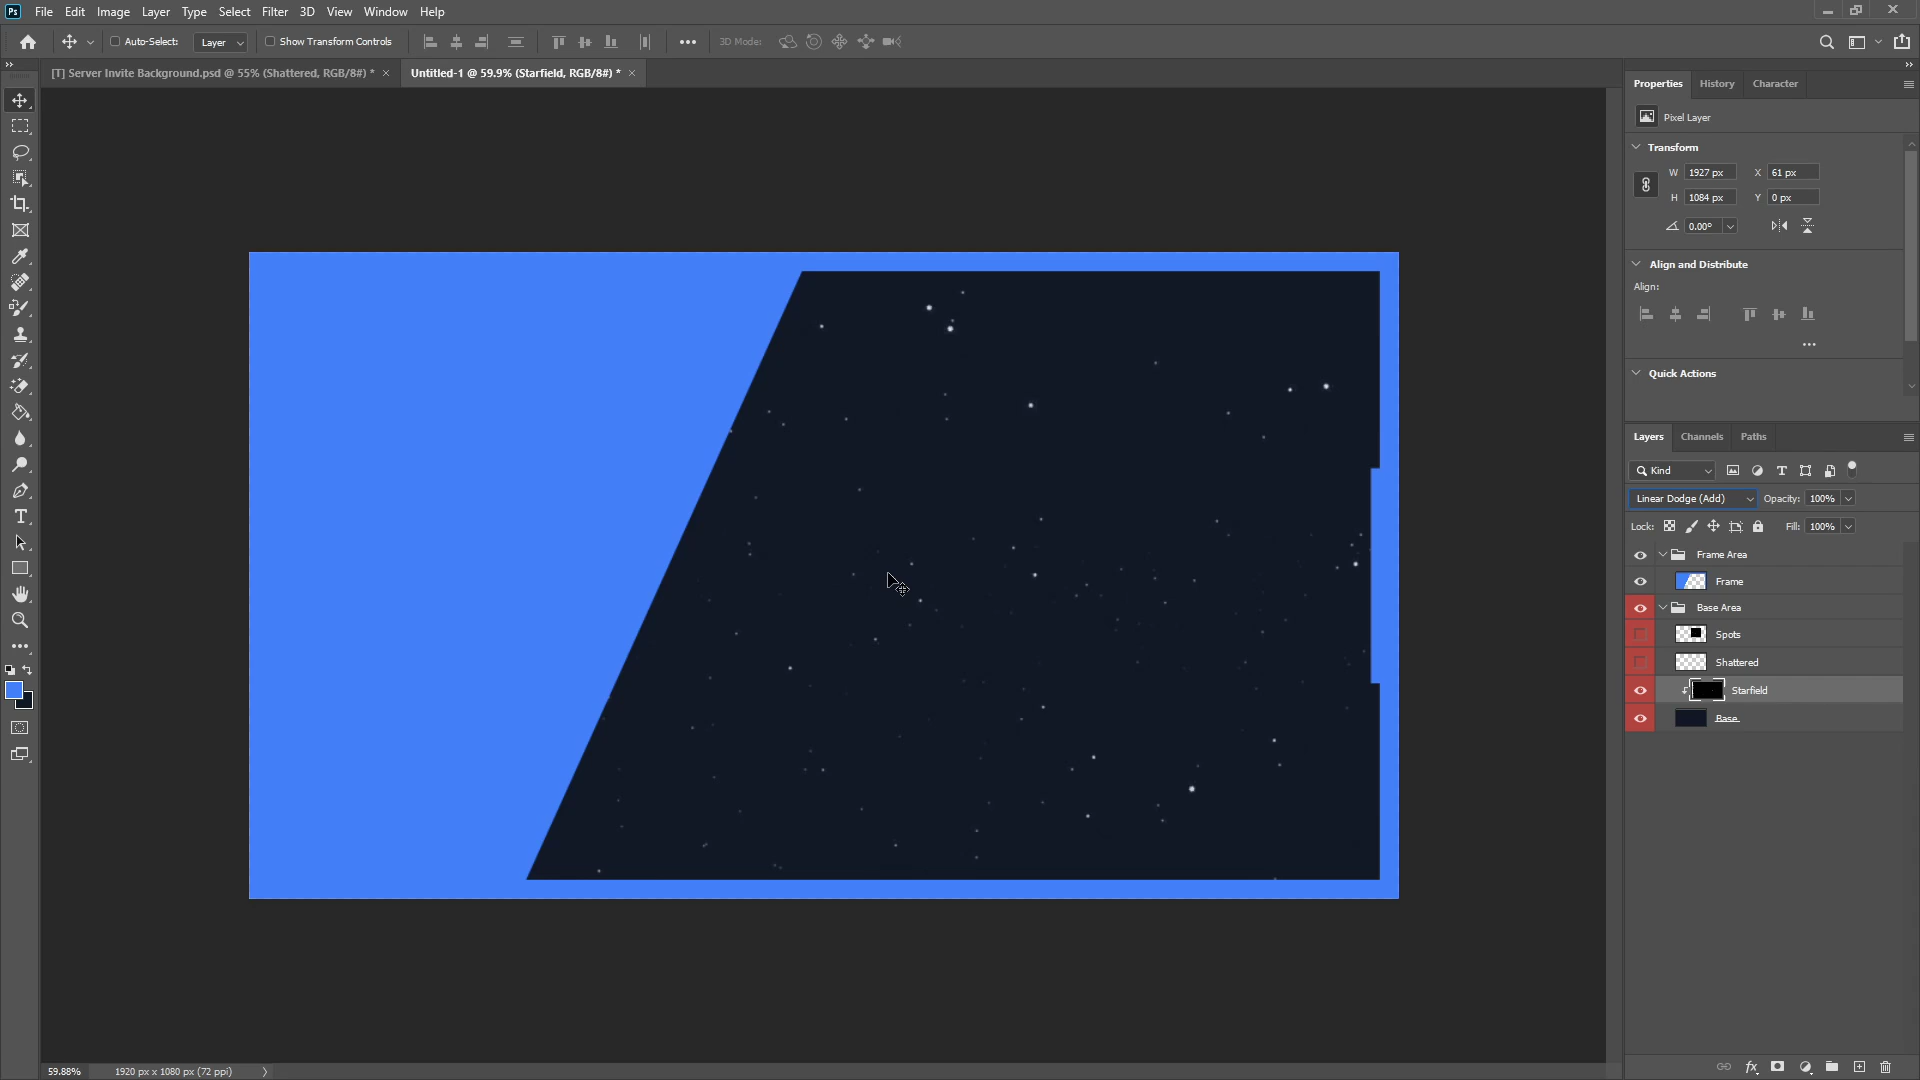 Ps File Edit Image Layer Type Select Filter 3D View Window Help
Auto-Select: Layer Show Transform Controls 3D Mode:
[T] Server Invite Background.psd @ 55% (Shattered, RGB/8#) * × Untitled-1 @ 59.9% (Starfield, RGB/8#) * ×
Properties History Character
Pixel Layer
Transform
W 1927 px X 61 px
H 1084 px Y 0 px
0.00°
Align and Distribute
Align:
Quick Actions
Layers Channels Paths
Kind
Linear Dodge (Add) Opacity: 100%
Lock: Fill: 100%
Frame Area
Frame
Base Area
Spots
Shattered
Starfield
Base
59.88% 1920 px x 1080 px (72 ppi)